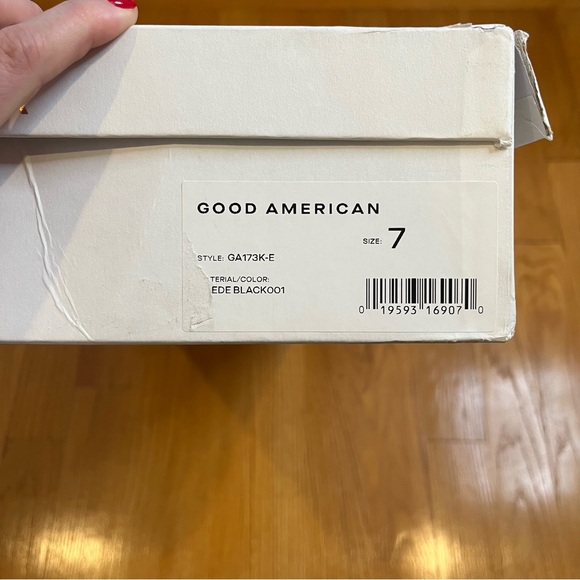 GOOD AMERICAN
SIZE: 7
STYLE: GA173K-E
TERIAL/COLOR:
EDE BLACK001
0 19593 16907 0